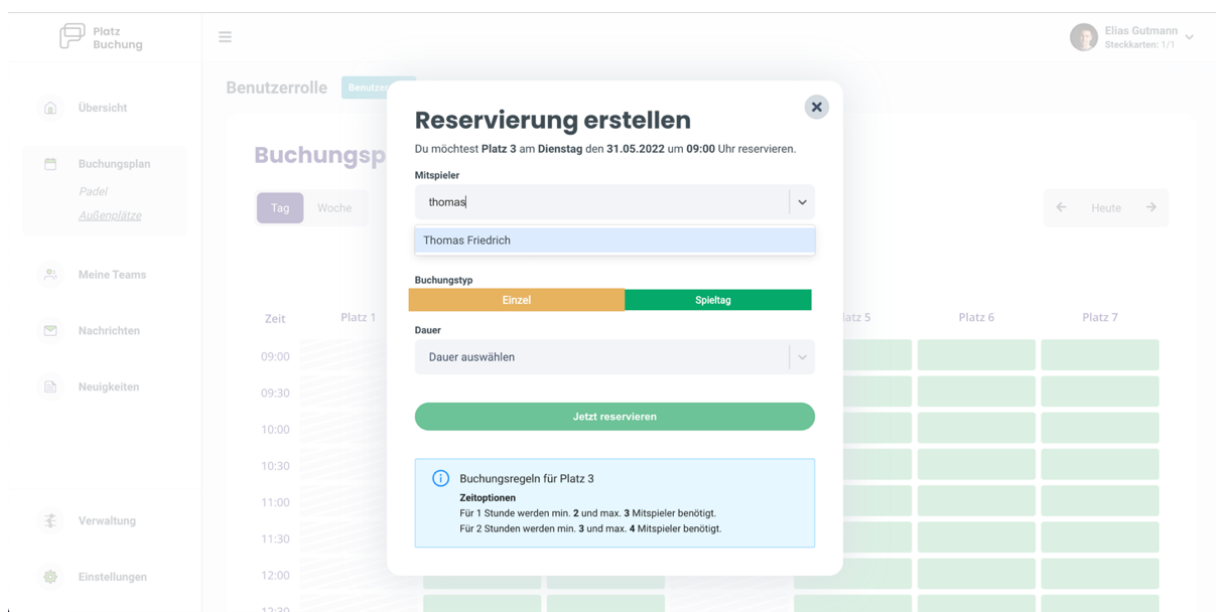 Platz
Buchung
Elias Gutmann
Steckkarten: 1/1
Benutzerrolle
Übersicht
Buchungsplan
Padel
Außenplätze
Meine Teams
Nachrichten
Neuigkeiten
Verwaltung
Einstellungen
Buchungsp
Tag Woche
Heute
Reservierung erstellen
Du möchtest Platz 3 am Dienstag den 31.05.2022 um 09:00 Uhr reservieren.
Mitspieler
thomas
Thomas Friedrich
Buchungstyp
Einzel Spieltag
Dauer
Dauer auswählen
Jetzt reservieren
Buchungsregeln für Platz 3
Zeitoptionen
Für 1 Stunde werden min. 2 und max. 3 Mitspieler benötigt.
Für 2 Stunden werden min. 3 und max. 4 Mitspieler benötigt.
Zeit Platz 1 latz 5 Platz 6 Platz 7
09:00
09:30
10:00
10:30
11:00
11:30
12:00
12:30